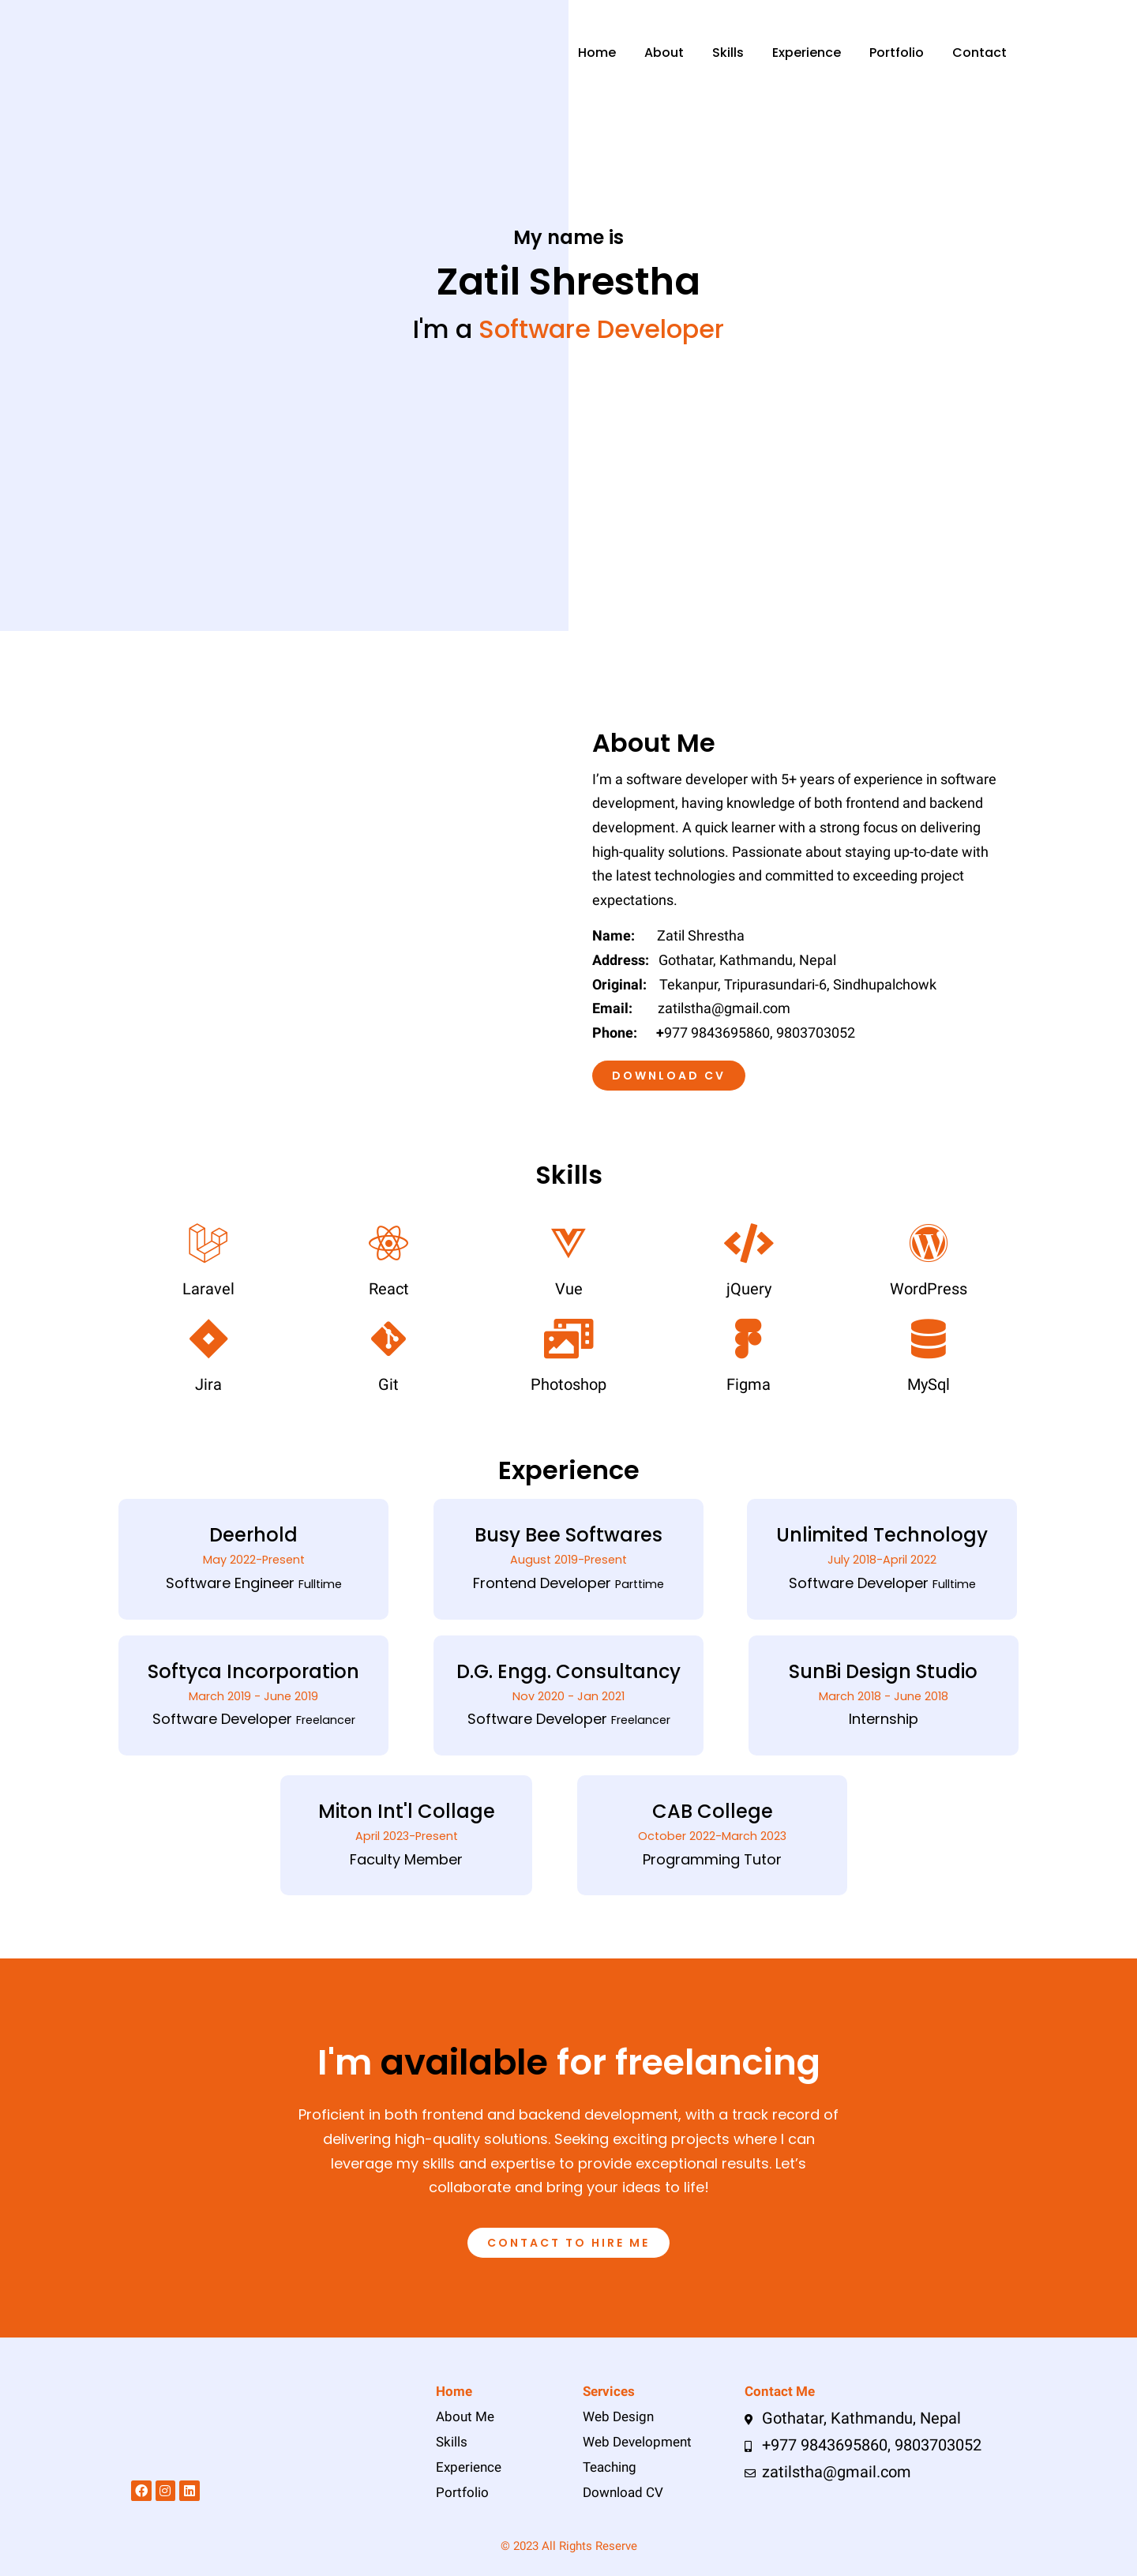 Home About Skills Experience Portfolio Contact
My name is
Zatil Shrestha
I'm a Software Developer
About Me
I’m a software developer with 5+ years of experience in software
development, having knowledge of both frontend and backend
development. A quick learner with a strong focus on delivering
high-quality solutions. Passionate about staying up-to-date with
the latest technologies and committed to exceeding project
expectations.
Name: Zatil Shrestha
Address: Gothatar, Kathmandu, Nepal
Original: Tekanpur, Tripurasundari-6, Sindhupalchowk
Email: zatilstha@gmail.com
Phone: +977 9843695860, 9803703052
DOWNLOAD CV
Skills
Laravel React Vue jQuery WordPress
Jira Git Photoshop Figma MySql
Experience
Deerhold
May 2022-Present
Software Engineer Fulltime
Busy Bee Softwares
August 2019-Present
Frontend Developer Parttime
Unlimited Technology
July 2018-April 2022
Software Developer Fulltime
Softyca Incorporation
March 2019 - June 2019
Software Developer Freelancer
D.G. Engg. Consultancy
Nov 2020 - Jan 2021
Software Developer Freelancer
SunBi Design Studio
March 2018 - June 2018
Internship
Miton Int'l Collage
April 2023-Present
Faculty Member
CAB College
October 2022-March 2023
Programming Tutor
I'm available for freelancing
Proficient in both frontend and backend development, with a track record of
delivering high-quality solutions. Seeking exciting projects where I can
leverage my skills and expertise to provide exceptional results. Let’s
collaborate and bring your ideas to life!
CONTACT TO HIRE ME
Home
About Me
Skills
Experience
Portfolio
Services
Web Design
Web Development
Teaching
Download CV
Contact Me
Gothatar, Kathmandu, Nepal
+977 9843695860, 9803703052
zatilstha@gmail.com
© 2023 All Rights Reserve